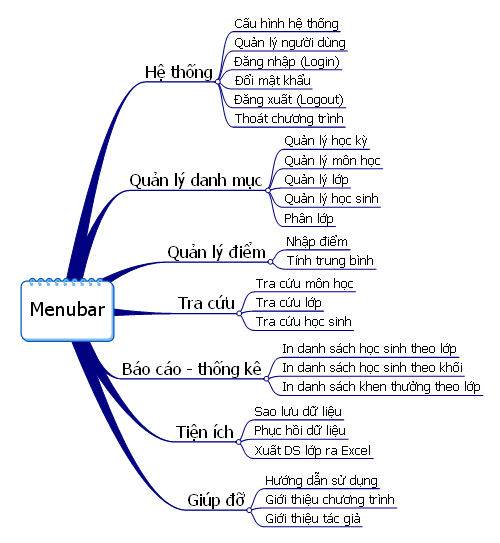 Menubar
Hệ thống
Cấu hình hệ thống
Quản lý người dùng
Đăng nhập (Login)
Đổi mật khẩu
Đăng xuất (Logout)
Thoát chương trình
Quản lý danh mục
Quản lý học kỳ
Quản lý môn học
Quản lý lớp
Quản lý học sinh
Phân lớp
Quản lý điểm
Nhập điểm
Tính trung bình
Tra cứu
Tra cứu môn học
Tra cứu lớp
Tra cứu học sinh
Báo cáo - thống kê
In danh sách học sinh theo lớp
In danh sách học sinh theo khối
In danh sách khen thưởng theo lớp
Tiện ích
Sao lưu dữ liệu
Phục hồi dữ liệu
Xuất DS lớp ra Excel
Giúp đỡ
Hướng dẫn sử dụng
Giới thiệu chương trình
Giới thiệu tác giả